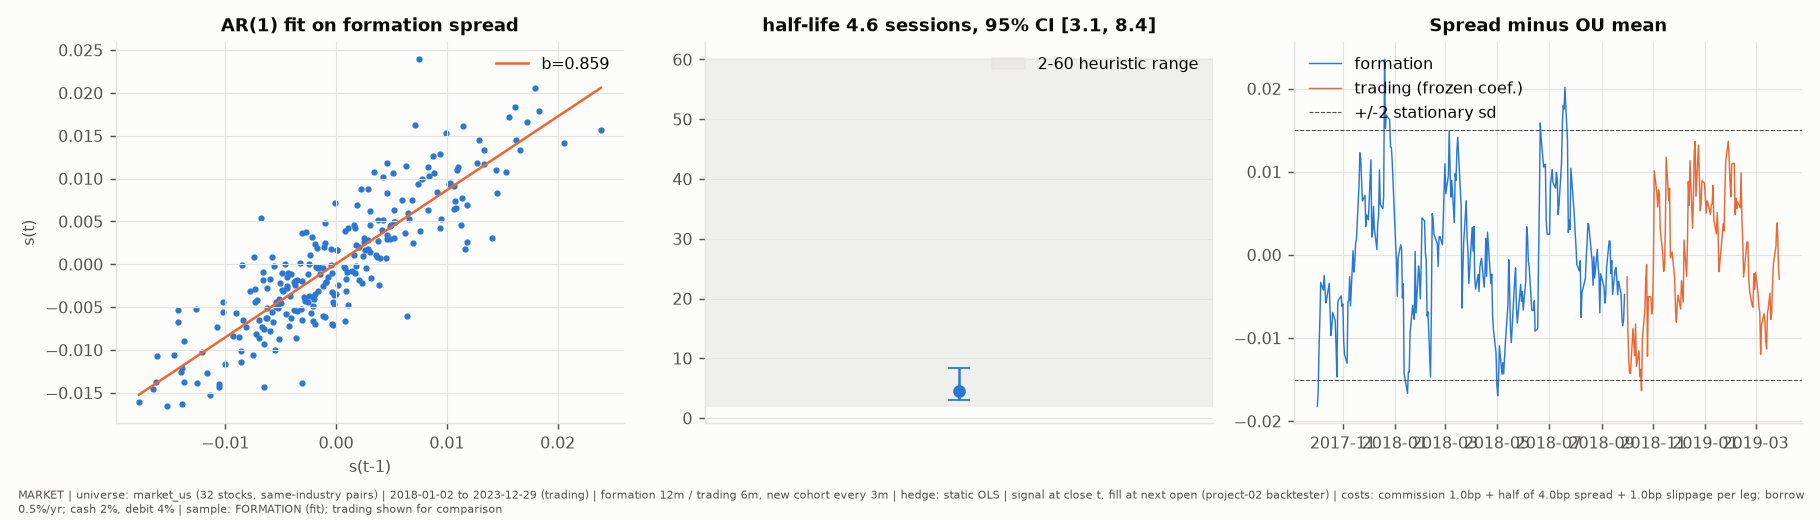 AR(1) fit on formation spread
0.025
0.020
0.015
0.010
0.005
0.000
−0.005
−0.010
−0.015
s(t)
b=0.859
−0.01
0.00
0.01
0.02
s(t-1)
half-life 4.6 sessions, 95% CI [3.1, 8.4]
60
50
40
30
20
10
0
2-60 heuristic range
Spread minus OU mean
0.02
0.01
0.00
−0.01
−0.02
formation
trading (frozen coef.)
+/-2 stationary sd
2017-11
2018-01
2018-03
2018-05
2018-07
2018-09
2018-11
2019-01
2019-03
MARKET | universe: market_us (32 stocks, same-industry pairs) | 2018-01-02 to 2023-12-29 (trading) | formation 12m / trading 6m, new cohort every 3m | hedge: static OLS | signal at close t, fill at next open (project-02 backtester) | costs: commission 1.0bp + half of 4.0bp spread + 1.0bp slippage per leg; borrow
0.5%/yr; cash 2%, debit 4% | sample: FORMATION (fit); trading shown for comparison